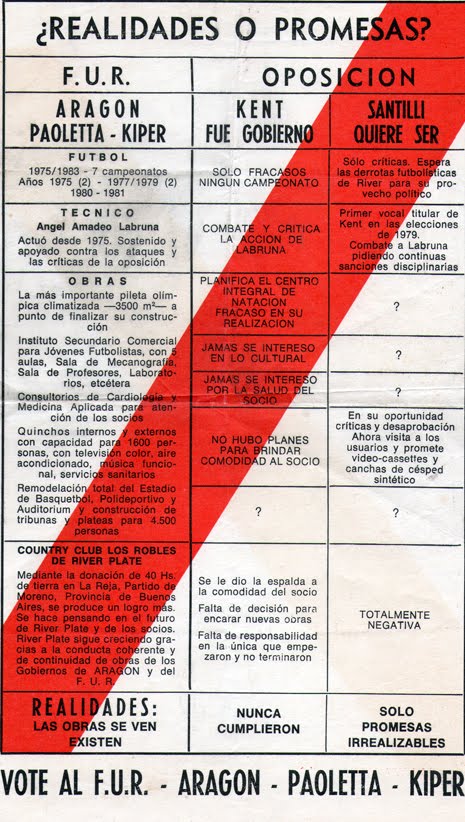 ¿REALIDADES O PROMESAS?
F.U.R.
OPOSICION
ARAGON
PAOLETTA - KIPER
KENT
FUE GOBIERNO
SANTILLI
QUIERE SER
FUTBOL
1975/1983 - 7 campeonatos
Años 1975 (2) - 1977/1979 (2)
1980 - 1981
SOLO FRACASOS
NINGUN CAMPEONATO
Sólo críticas. Espera
las derrotas futbolísticas
de River para su pro-
vecho político
TECNICO
Angel Amadeo Labruna
Actuó desde 1975. Sostenido y
apoyado contra los ataques y
las críticas de la oposición
COMBATE Y CRITICA
LA ACCION DE
LABRUNA
Primer vocal titular de
Kent en las elecciones
de 1979.
Combate a Labruna
pidiendo continuas
sanciones disciplinarias
OBRAS
La más importante pileta olím-
pica climatizada —3500 m²— a
punto de finalizar su construc-
ción
PLANIFICA EL CENTRO
INTEGRAL DE
NATACION
FRACASO EN SU
REALIZACION
?
Instituto Secundario Comercial
para Jóvenes Futbolistas, con 5
aulas, Sala de Mecanografía,
Sala de Profesores, Laborato-
rios, etcétera
JAMAS SE INTERESO
EN LO CULTURAL
?
Consultorios de Cardiología y
Medicina Aplicada para aten-
ción de los socios
JAMAS SE INTERESO
POR LA SALUD DEL
SOCIO
?
Quinchos internos y externos
con capacidad para 1600 per-
sonas, con televisión color, aire
acondicionado, música funcio-
nal, servicios sanitarios
NO HUBO PLANES
PARA BRINDAR
COMODIDAD AL SOCIO
En su oportunidad
críticas y desaprobación
Ahora visita a los
usuarios y promete
video-cassettes y
canchas de césped
sintético
Remodelación total del Estadio
de Basquetbol, Polideportivo y
Auditorium y construcción de
tribunas y plateas para 4.500
personas
?
?
COUNTRY CLUB LOS ROBLES
DE RIVER PLATE
Mediante la donación de 40 Hs.
de tierra en La Reja, Partido de
Moreno, Provincia de Buenos
Aires, se produce un logro más.
Se hace pensando en el futuro
de River Plate y de los socios.
River Plate sigue creciendo gra-
cias a la conducta coherente y
de continuidad de obras de los
Gobiernos de ARAGON y del
F. U. R.
Se le dio la espalda a
la comodidad del socio
Falta de decisión para
encarar nuevas obras
Falta de responsabilidad
en la única que empe-
zaron y no terminaron
TOTALMENTE
NEGATIVA
REALIDADES:
LAS OBRAS SE VEN
EXISTEN
NUNCA
CUMPLIERON
SOLO
PROMESAS
IRREALIZABLES
VOTE AL F.U.R. - ARAGON - PAOLETTA - KIPER